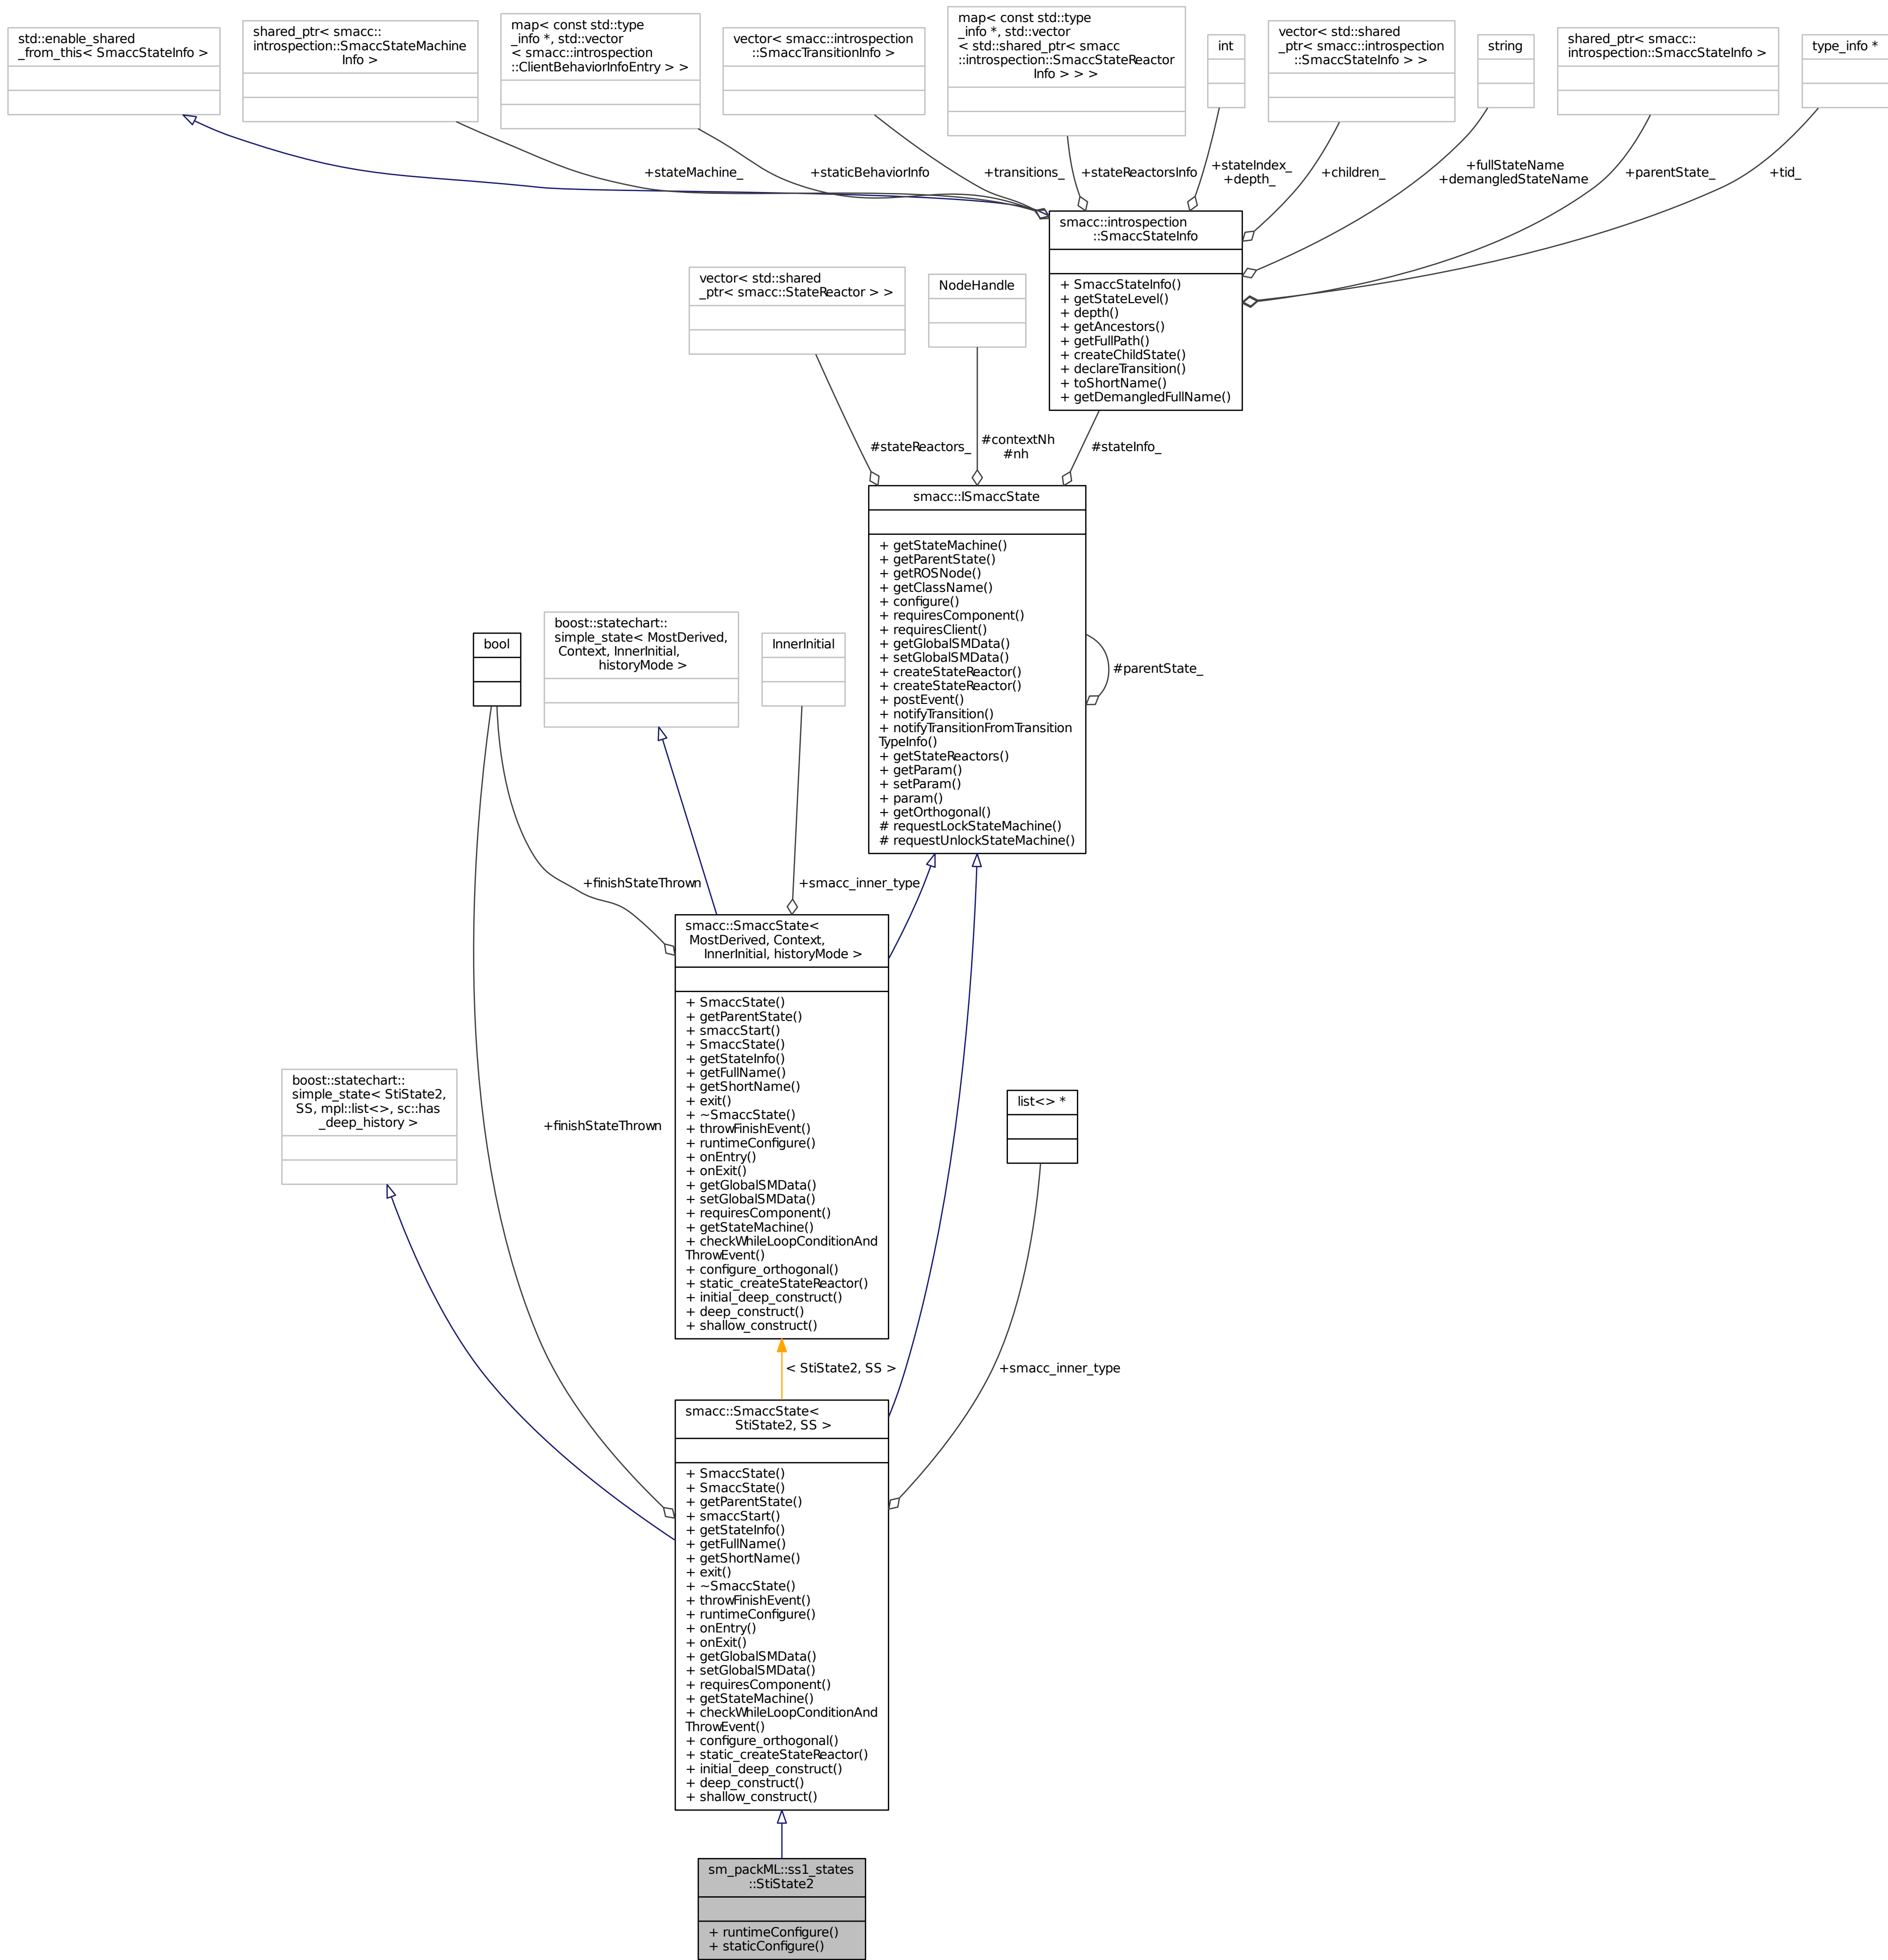 std::enable_shared
_from_this< SmaccStateInfo >
shared_ptr< smacc::
introspection::SmaccStateMachine
Info >
map< const std::type
_info *, std::vector
< smacc::introspection
::ClientBehaviorInfoEntry > >
vector< smacc::introspection
::SmaccTransitionInfo >
map< const std::type
_info *, std::vector
< std::shared_ptr< smacc
::introspection::SmaccStateReactor
Info > > >
int
vector< std::shared
_ptr< smacc::introspection
::SmaccStateInfo > >
string
shared_ptr< smacc::
introspection::SmaccStateInfo >
type_info *
+stateMachine_
+staticBehaviorInfo
+transitions_
+stateReactorsInfo
+stateIndex_
+depth_
+children_
+fullStateName
+demangledStateName
+parentState_
+tid_
smacc::introspection
::SmaccStateInfo
+ SmaccStateInfo()
+ getStateLevel()
+ depth()
+ getAncestors()
+ getFullPath()
+ createChildState()
+ declareTransition()
+ toShortName()
+ getDemangledFullName()
vector< std::shared
_ptr< smacc::StateReactor > >
NodeHandle
#stateReactors_
#contextNh
#nh
#stateInfo_
smacc::ISmaccState
+ getStateMachine()
+ getParentState()
+ getROSNode()
+ getClassName()
+ configure()
+ requiresComponent()
+ requiresClient()
+ getGlobalSMData()
+ setGlobalSMData()
+ createStateReactor()
+ createStateReactor()
+ postEvent()
+ notifyTransition()
+ notifyTransitionFromTransition
TypeInfo()
+ getStateReactors()
+ getParam()
+ setParam()
+ param()
+ getOrthogonal()
# requestLockStateMachine()
# requestUnlockStateMachine()
#parentState_
bool
boost::statechart::
simple_state< MostDerived,
Context, InnerInitial,
historyMode >
InnerInitial
+finishStateThrown
+smacc_inner_type
smacc::SmaccState<
MostDerived, Context,
InnerInitial, historyMode >
+ SmaccState()
+ getParentState()
+ smaccStart()
+ SmaccState()
+ getStateInfo()
+ getFullName()
+ getShortName()
+ exit()
+ ~SmaccState()
+ throwFinishEvent()
+ runtimeConfigure()
+ onEntry()
+ onExit()
+ getGlobalSMData()
+ setGlobalSMData()
+ requiresComponent()
+ getStateMachine()
+ checkWhileLoopConditionAnd
ThrowEvent()
+ configure_orthogonal()
+ static_createStateReactor()
+ initial_deep_construct()
+ deep_construct()
+ shallow_construct()
boost::statechart::
simple_state< StiState2,
SS, mpl::list<>, sc::has
_deep_history >
+finishStateThrown
list<> *
< StiState2, SS >
+smacc_inner_type
smacc::SmaccState<
StiState2, SS >
+ SmaccState()
+ SmaccState()
+ getParentState()
+ smaccStart()
+ getStateInfo()
+ getFullName()
+ getShortName()
+ exit()
+ ~SmaccState()
+ throwFinishEvent()
+ runtimeConfigure()
+ onEntry()
+ onExit()
+ getGlobalSMData()
+ setGlobalSMData()
+ requiresComponent()
+ getStateMachine()
+ checkWhileLoopConditionAnd
ThrowEvent()
+ configure_orthogonal()
+ static_createStateReactor()
+ initial_deep_construct()
+ deep_construct()
+ shallow_construct()
sm_packML::ss1_states
::StiState2
+ runtimeConfigure()
+ staticConfigure()